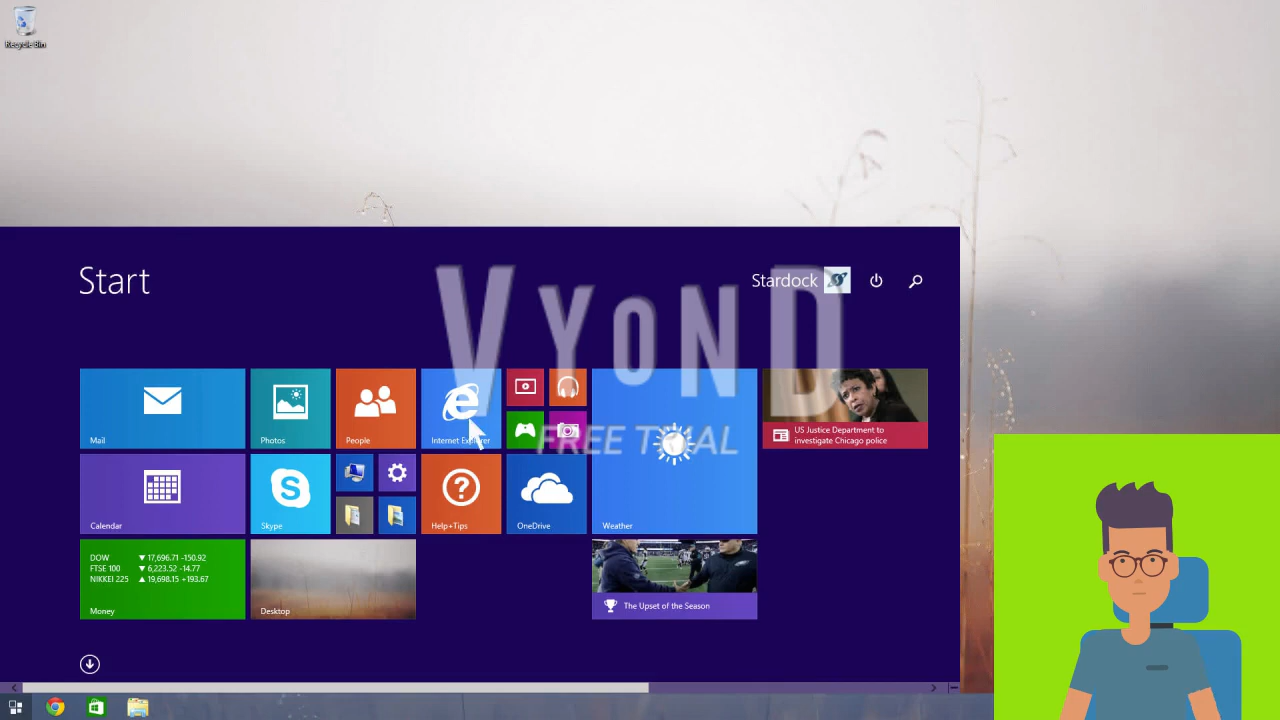 Recycle Bin
Start
Stardock
VYOND
FREE TRIAL
Mail
Photos
People
Internet Explorer
US Justice Department to
investigate Chicago police
Calendar
Skype
Help+Tips
OneDrive
Weather
DOW ▼ 17,696.71 -150.92
FTSE 100 ▼ 6,223.52 -14.77
NIKKEI 225 ▲ 19,698.15 +193.67
Money
Desktop
The Upset of the Season